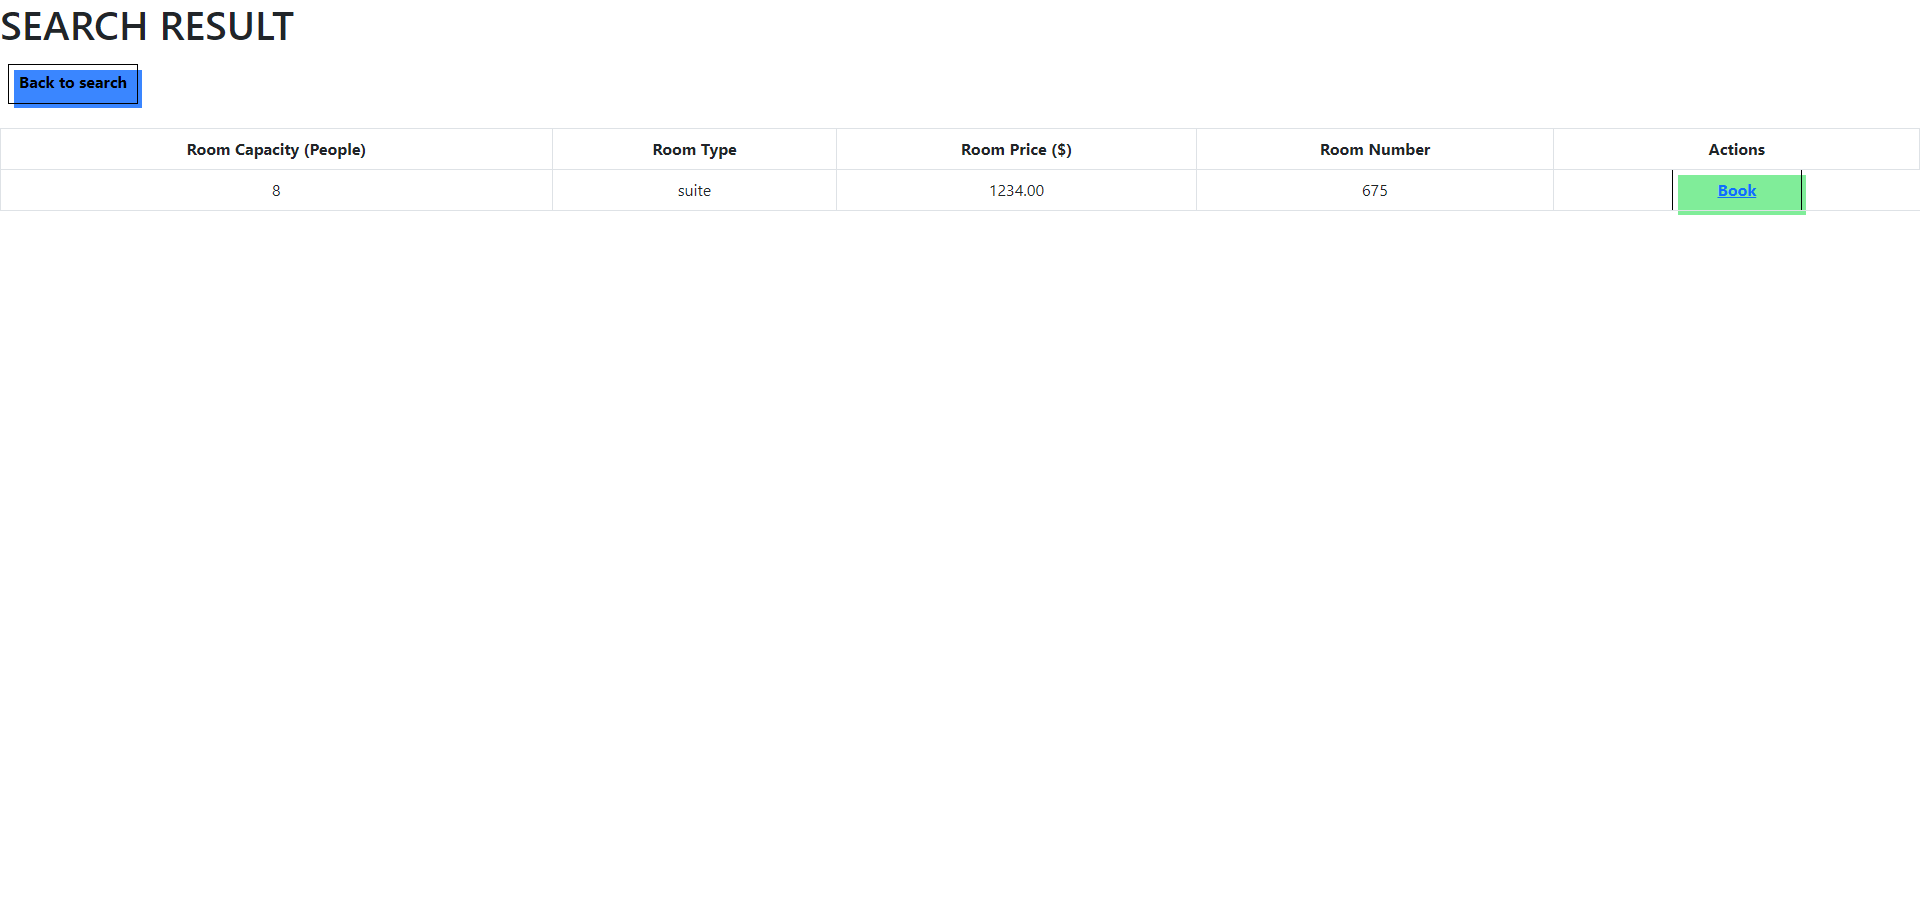 SEARCH RESULT
Back to search
Room Capacity (People) Room Type Room Price ($) Room Number Actions
8 suite 1234.00 675 Book